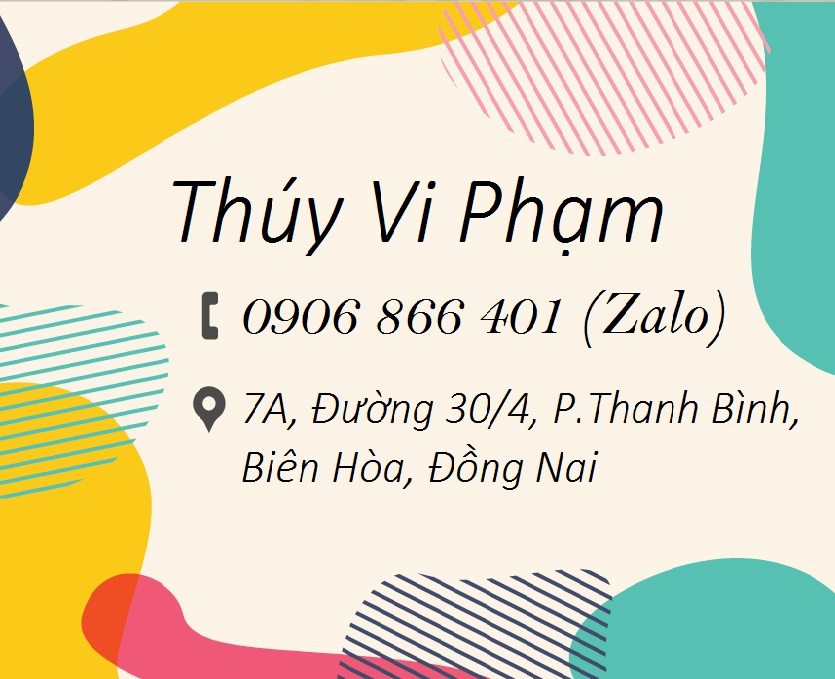 Thúy Vi Phạm
0906 866 401 (Zalo)
7A, Đường 30/4, P.Thanh Bình,
Biên Hòa, Đồng Nai